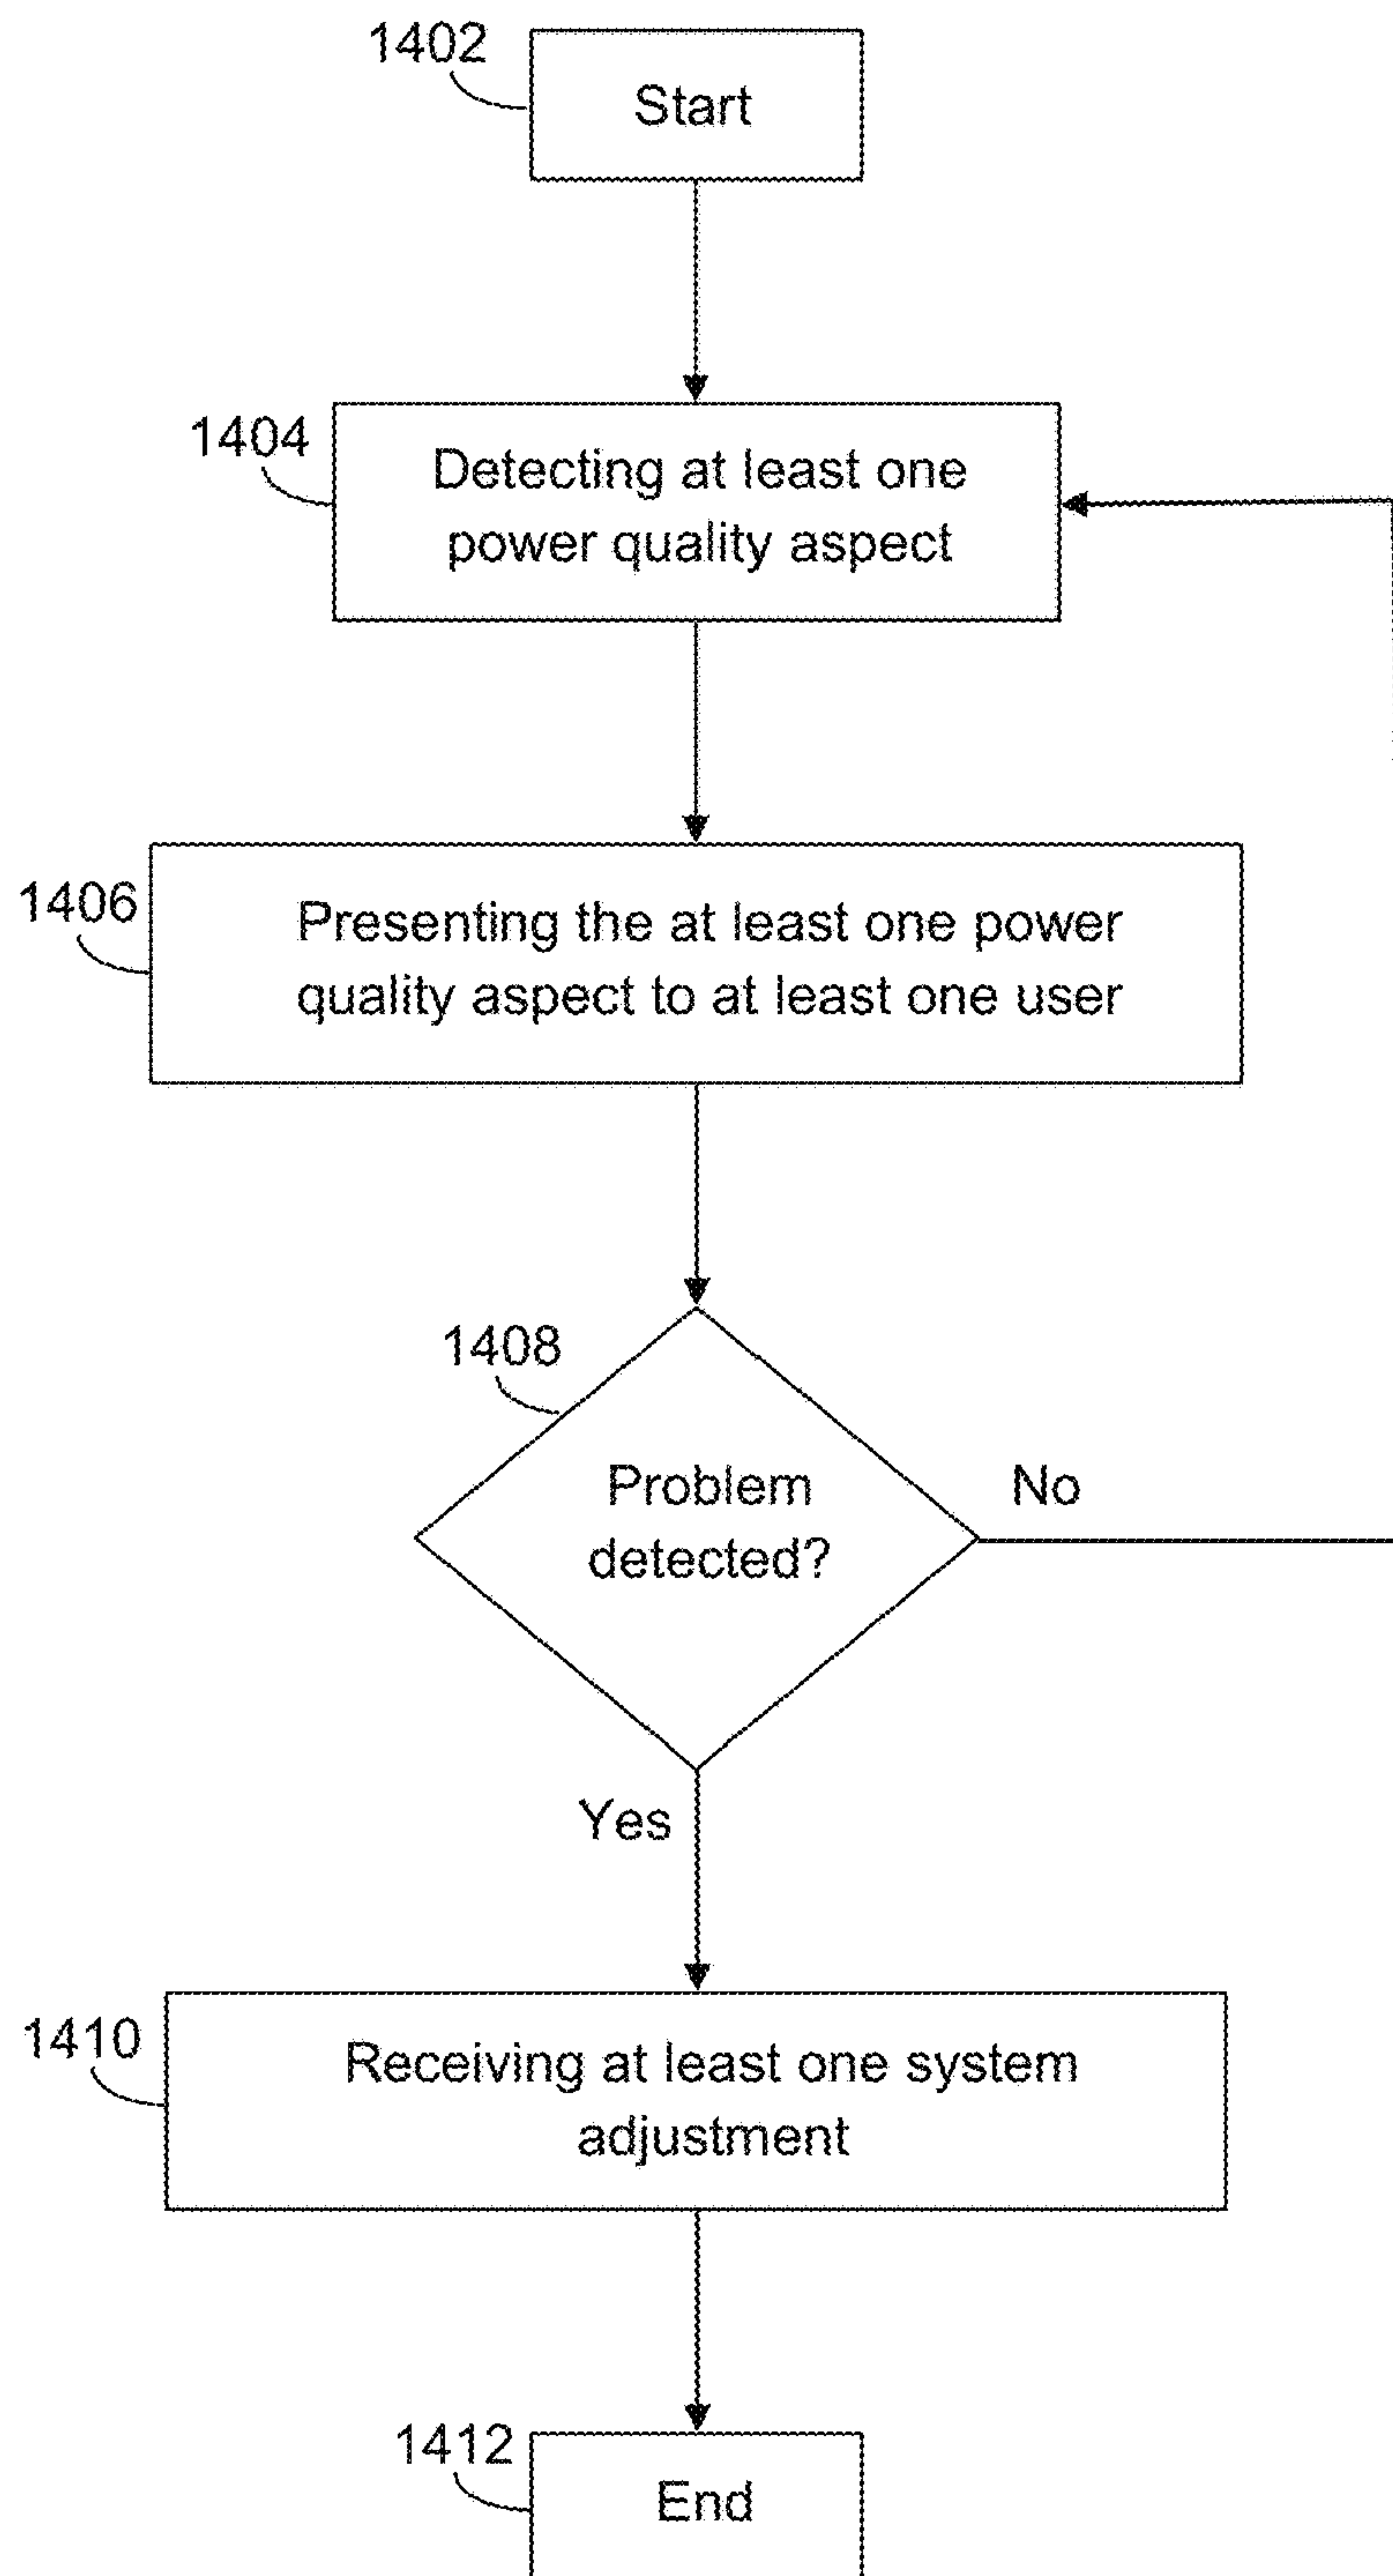 1402
Start
1404
Detecting at least one
power quality aspect
1406
Presenting the at least one power
quality aspect to at least one user
1408
Problem
detected?
No
Yes
1410
Receiving at least one system
adjustment
1412
End